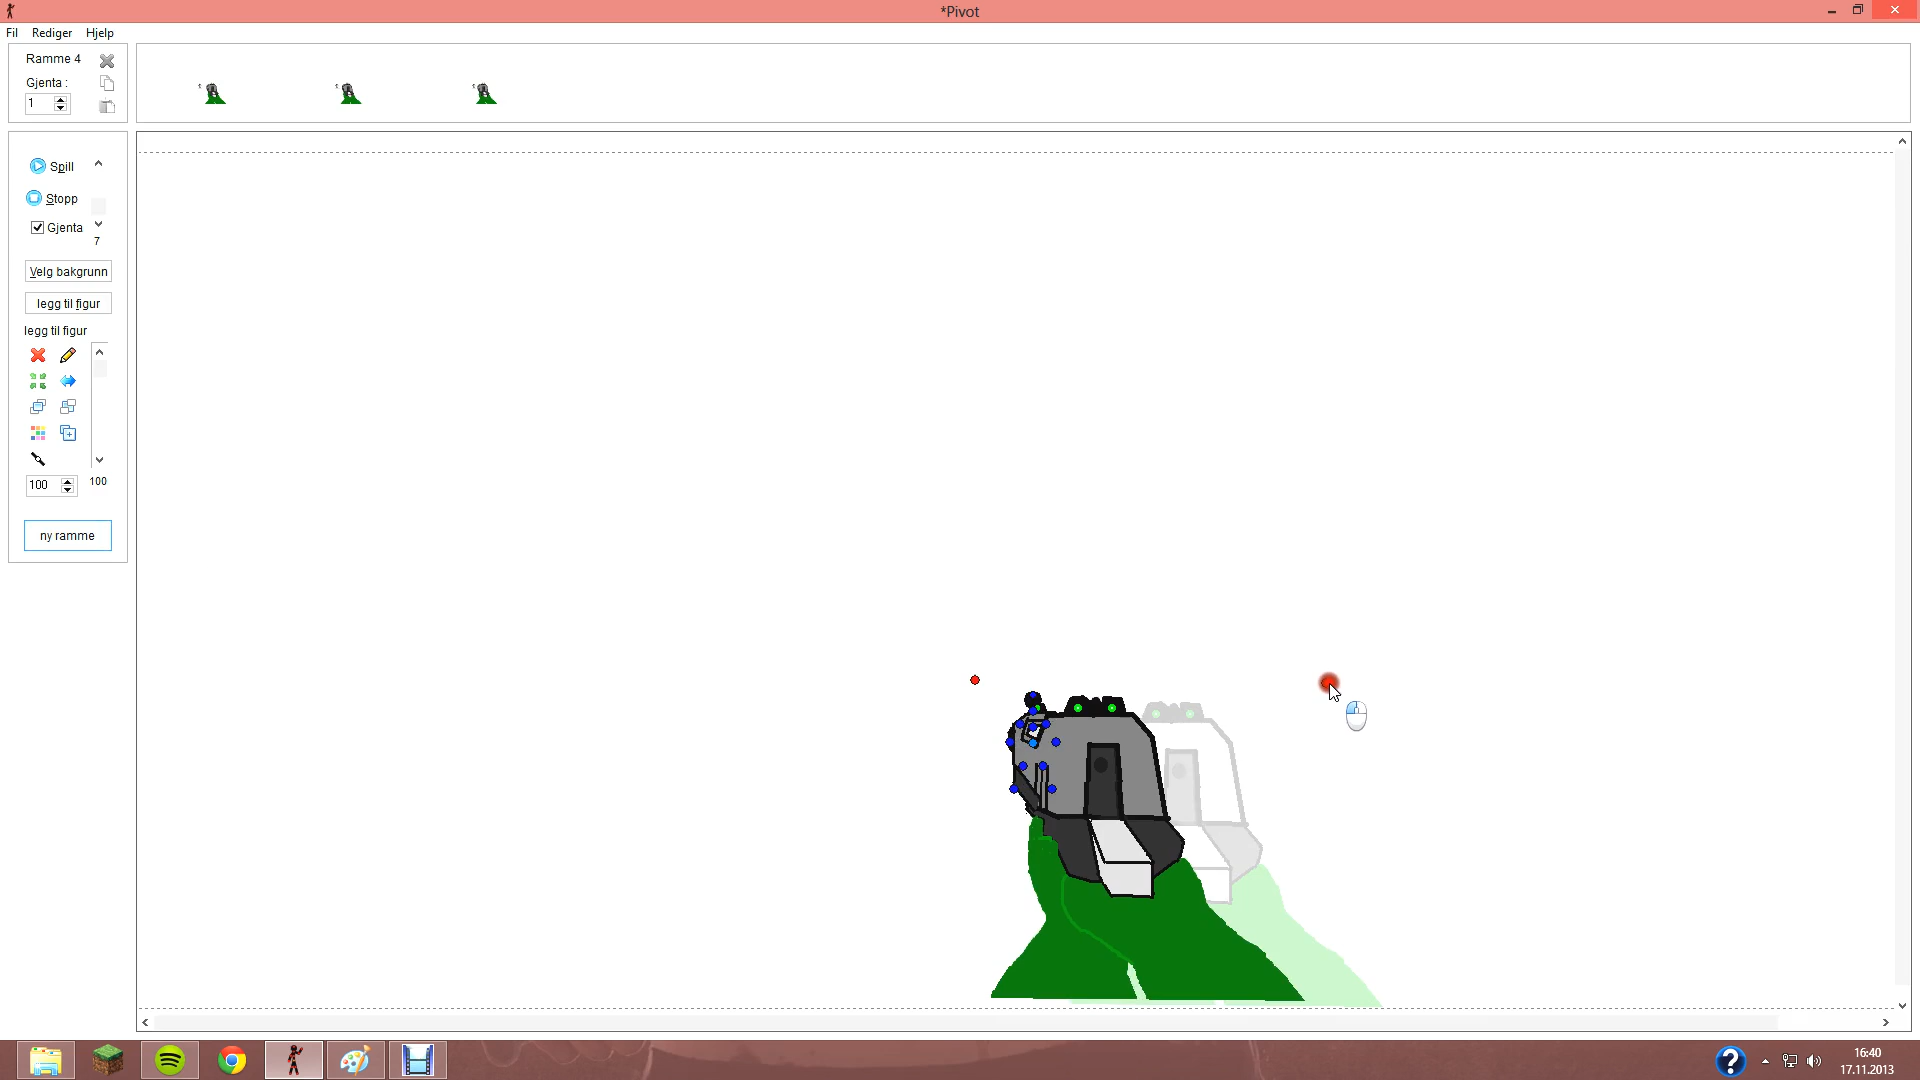 *Pivot
Fil Rediger Hjelp
Ramme 4
Gjenta :
1
Spill
Stopp
Gjenta
7
Velg bakgrunn
legg til figur
legg til figur
100
100
ny ramme
?
16:40
17.11.2013